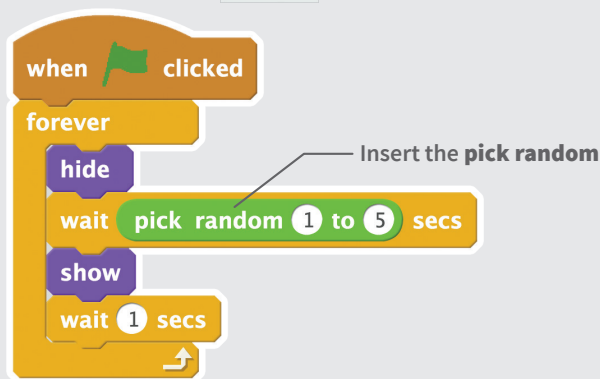 when clicked
forever
Insert the pick random
hide
wait pick random 1 to 5 secs
show
wait 1 secs